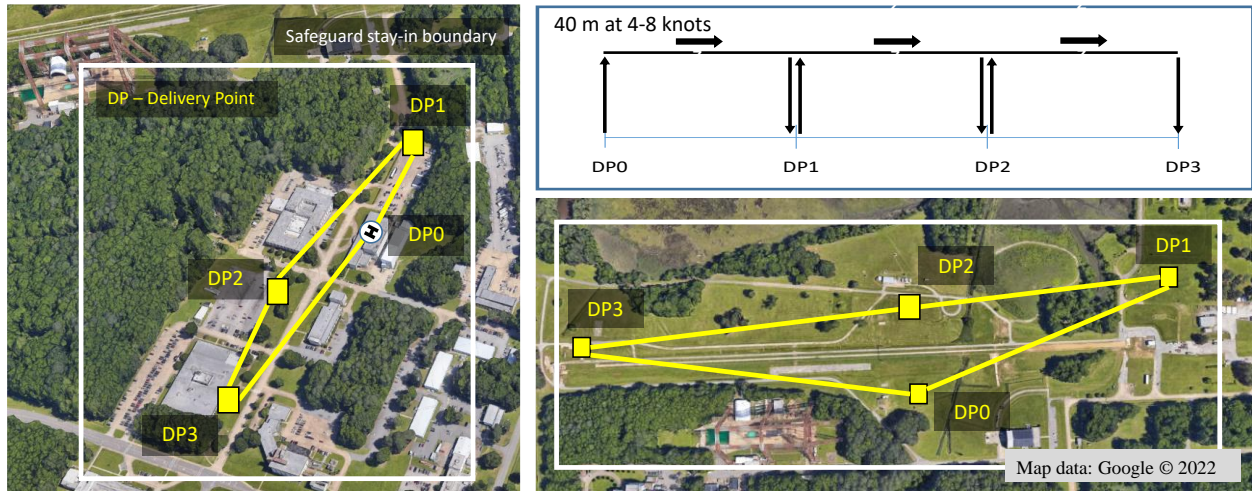 Safeguard stay-in boundary
DP – Delivery Point
DP1
H
DP0
DP2
DP3
40 m at 4-8 knots
DP0 DP1 DP2 DP3
DP1
DP2
DP3
DP0
Map data: Google © 2022